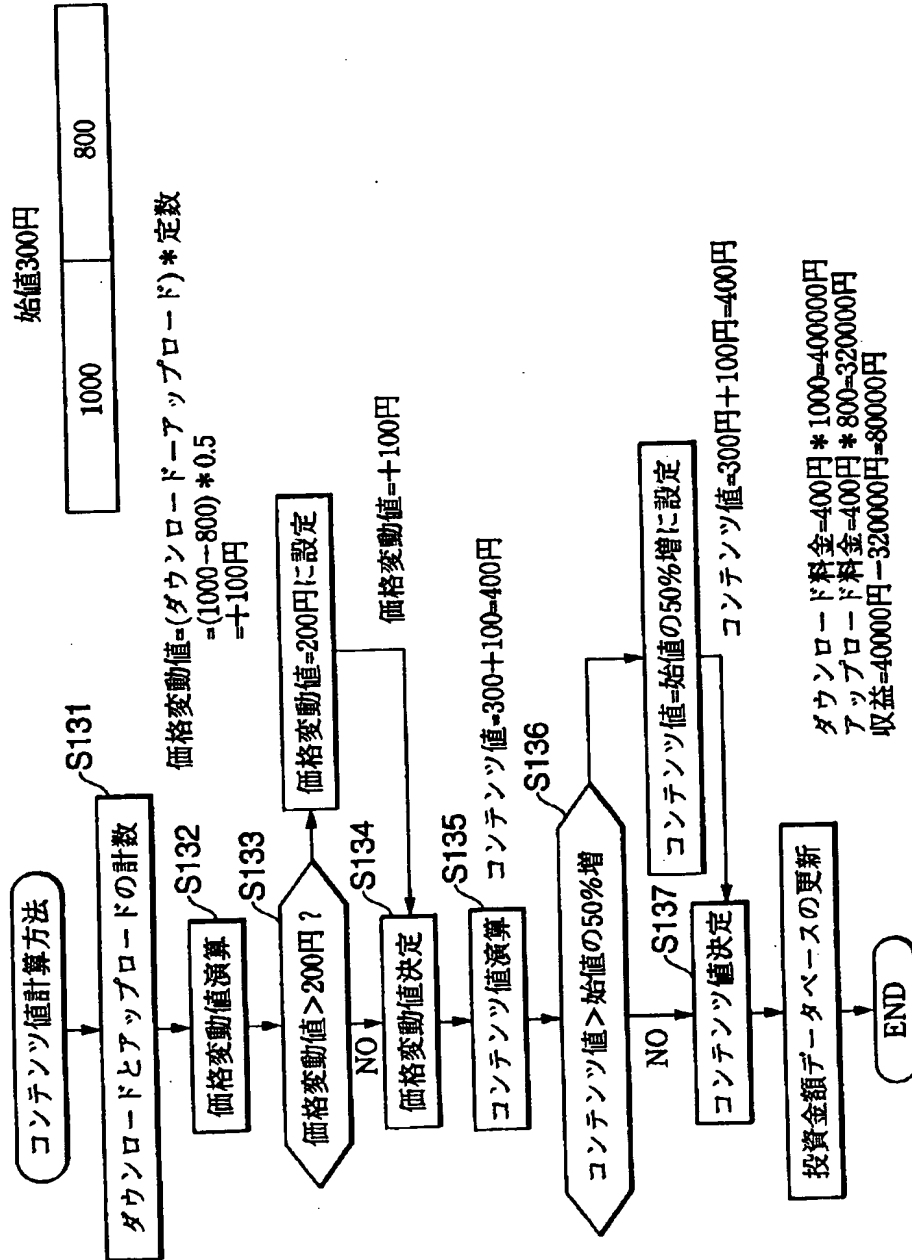 コンテンツ値計算方法
始値300円
1000
800
S131
ダウンロードとアップロードの計数
S132
価格変動値演算
価格変動値=(ダウンロードーアップロード)*定数
=(1000-800)*0.5
=+100円
S133
価格変動値>200円?
価格変動値=200円に設定
NO
S134
価格変動値決定
価格変動値=+100円
S135
コンテンツ値演算
コンテンツ値=300+100=400円
S136
コンテンツ値>始値の50%増
コンテンツ値=始値の50%増に設定
NO
S137
コンテンツ値決定
コンテンツ値=300円+100円=400円
投資金額データベースの更新
ダウンロード料金=400円*1000=400000円
アップロード料金=400円*800=320000円
収益=40000円-320000円=80000円
END